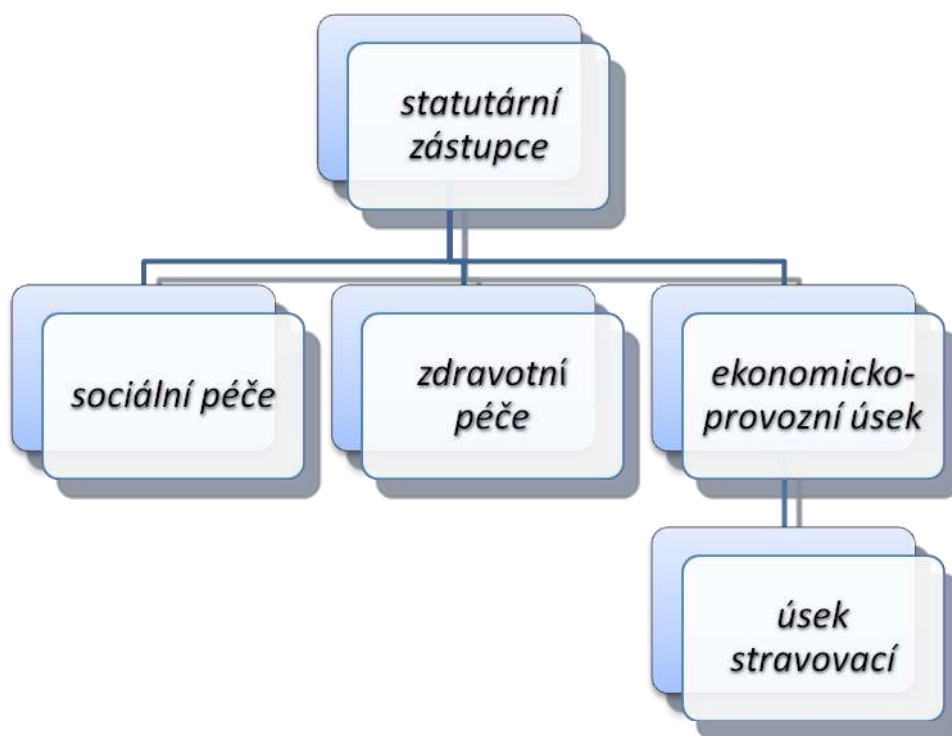 statutární
zástupce
sociální péče
zdravotní
péče
ekonomicko-
provozní úsek
úsek
stravovací